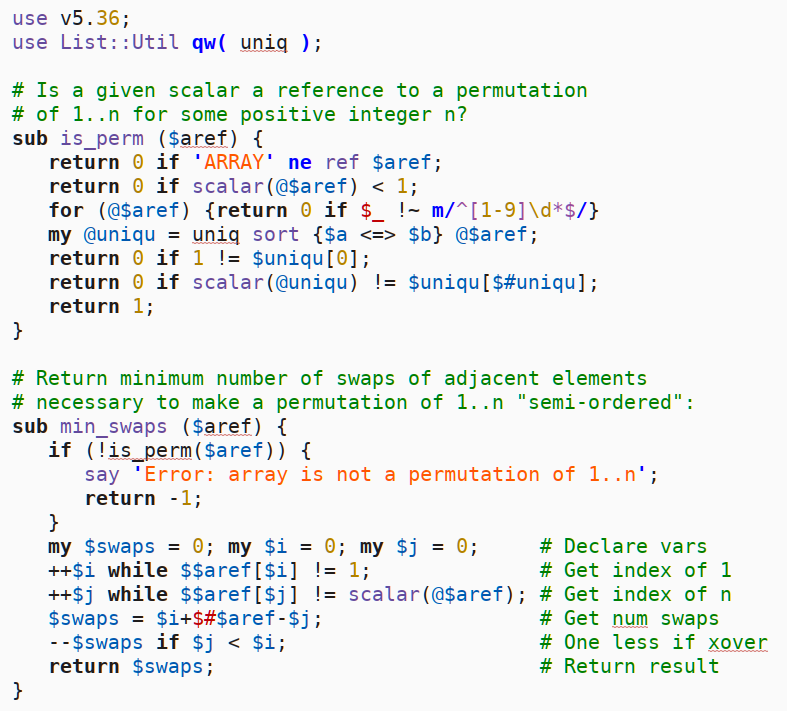 use v5.36;
use List::Util qw( uniq );

# Is a given scalar a reference to a permutation
# of 1..n for some positive integer n?
sub is_perm ($aref) {
   return 0 if 'ARRAY' ne ref $aref;
   return 0 if scalar(@$aref) < 1;
   for (@$aref) {return 0 if $_ !~ m/^[1-9]\d*$/}
   my @uniqu = uniq sort {$a <=> $b} @$aref;
   return 0 if 1 != $uniqu[0];
   return 0 if scalar(@uniqu) != $uniqu[$#uniqu];
   return 1;
}

# Return minimum number of swaps of adjacent elements
# necessary to make a permutation of 1..n "semi-ordered":
sub min_swaps ($aref) {
   if (!is_perm($aref)) {
      say 'Error: array is not a permutation of 1..n';
      return -1;
   }
   my $swaps = 0; my $i = 0; my $j = 0;     # Declare vars
   ++$i while $$aref[$i] != 1;              # Get index of 1
   ++$j while $$aref[$j] != scalar(@$aref); # Get index of n
   $swaps = $i+$#$aref-$j;                  # Get num swaps
   --$swaps if $j < $i;                     # One less if xover
   return $swaps;                           # Return result
}